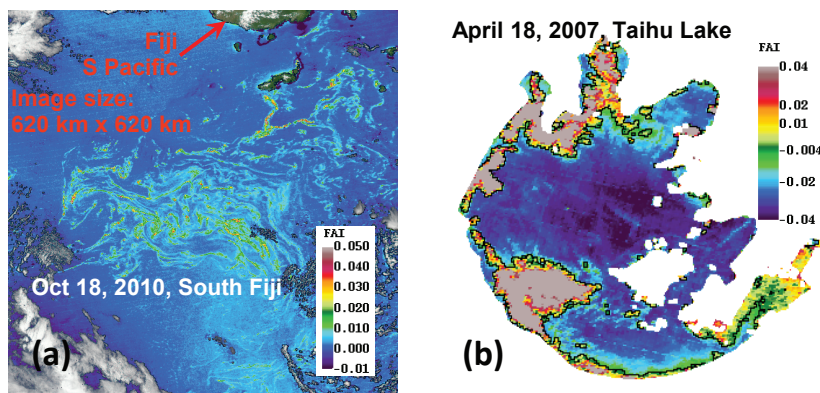 Fiji
S Pacific
Image size:
620 km x 620 km
Oct 18, 2010, South Fiji
FAI
0.050
0.040
0.030
0.020
0.010
0.000
-0.01
(a)
April 18, 2007, Taihu Lake
FAI
0.04
0.02
0.01
-0.004
-0.02
-0.04
(b)